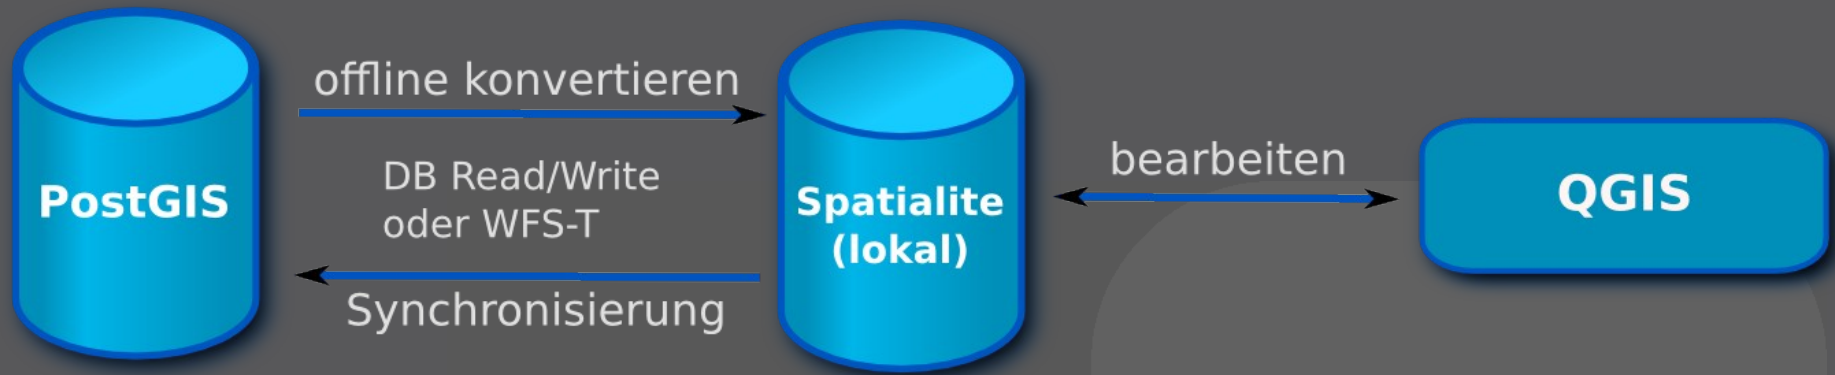 PostGIS
offline konvertieren
DB Read/Write
oder WFS-T
Synchronisierung
Spatialite
(lokal)
bearbeiten
QGIS